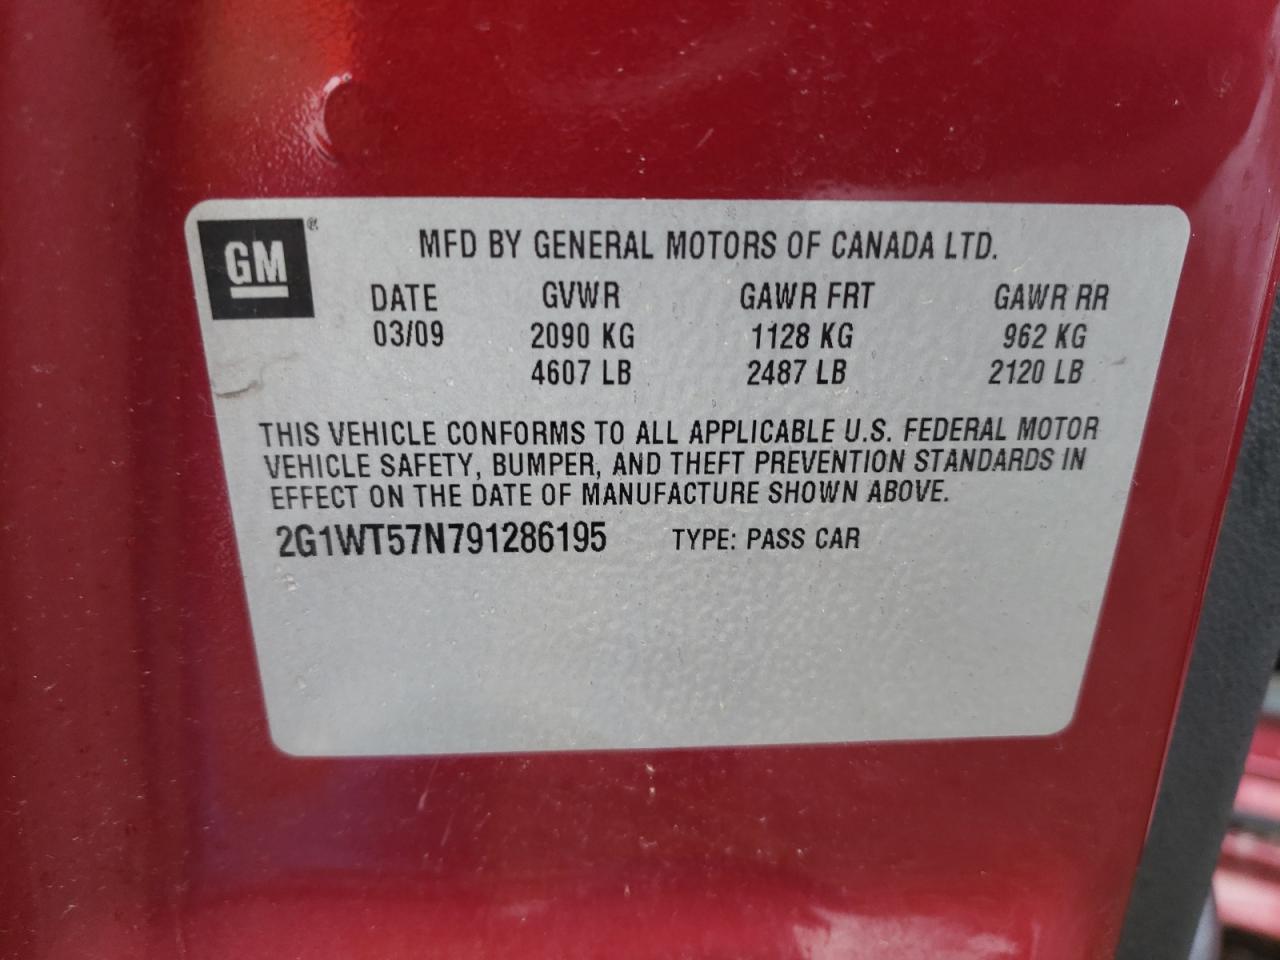 GM®
MFD BY GENERAL MOTORS OF CANADA LTD.
DATE GVWR GAWR FRT GAWR RR
03/09 2090 KG 1128 KG 962 KG
4607 LB 2487 LB 2120 LB
THIS VEHICLE CONFORMS TO ALL APPLICABLE U.S. FEDERAL MOTOR
VEHICLE SAFETY, BUMPER, AND THEFT PREVENTION STANDARDS IN
EFFECT ON THE DATE OF MANUFACTURE SHOWN ABOVE.
2G1WT57N791286195 TYPE: PASS CAR